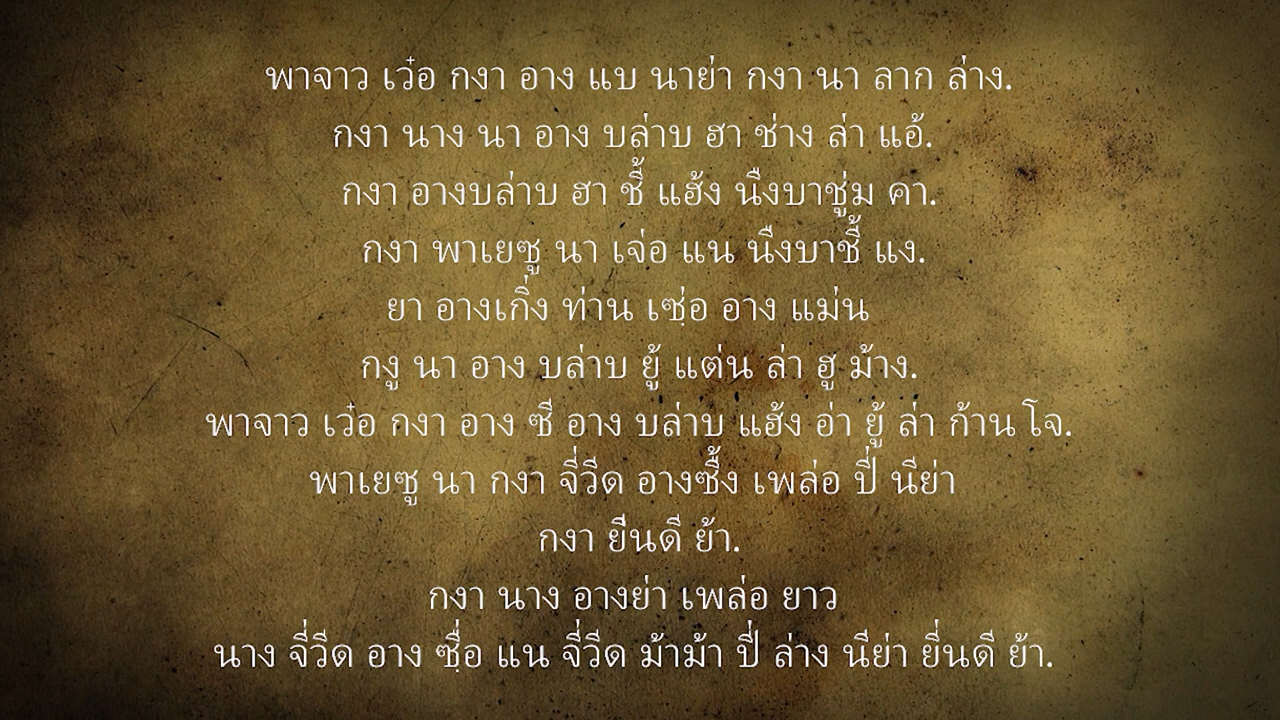 พาจาว เว๋อ กงา อาง แบ นาย่า กงา นา ลาก ล่าง.
กงา นาง นา อาง บล่าบ ฮา ช่าง ล่า แอ้.
กงา อางบล่าบ ฮา ชี้ แฮ้ง นืงบาชู่ม คา.
กงา พาเยซู นา เจ่อ แน นืงบาชี้ แง.
ยา อางเกิ่ง ท่าน เซฺ่อ อาง แม่น
กงู นา อาง บล่าบ ยู้ แต่น ล่า ฮู ม้าง.
พาจาว เว๋อ กงา อาง ซี อาง บล่าบ แฮ้ง อ่า ยู้ ล่า ก้าน โจ.
พาเยซู นา กงา จี่วีด อางซี้ง เพล่อ ปี่ นีย่า
กงา ยีนดี ย้า.
กงา นาง อางย่า เพล่อ ยาว
นาง จี่วีด อาง ซฺื่อ แน จี่วีด ม้าม้า ปี่ ล่าง นีย่า ยี่นดี ย้า.